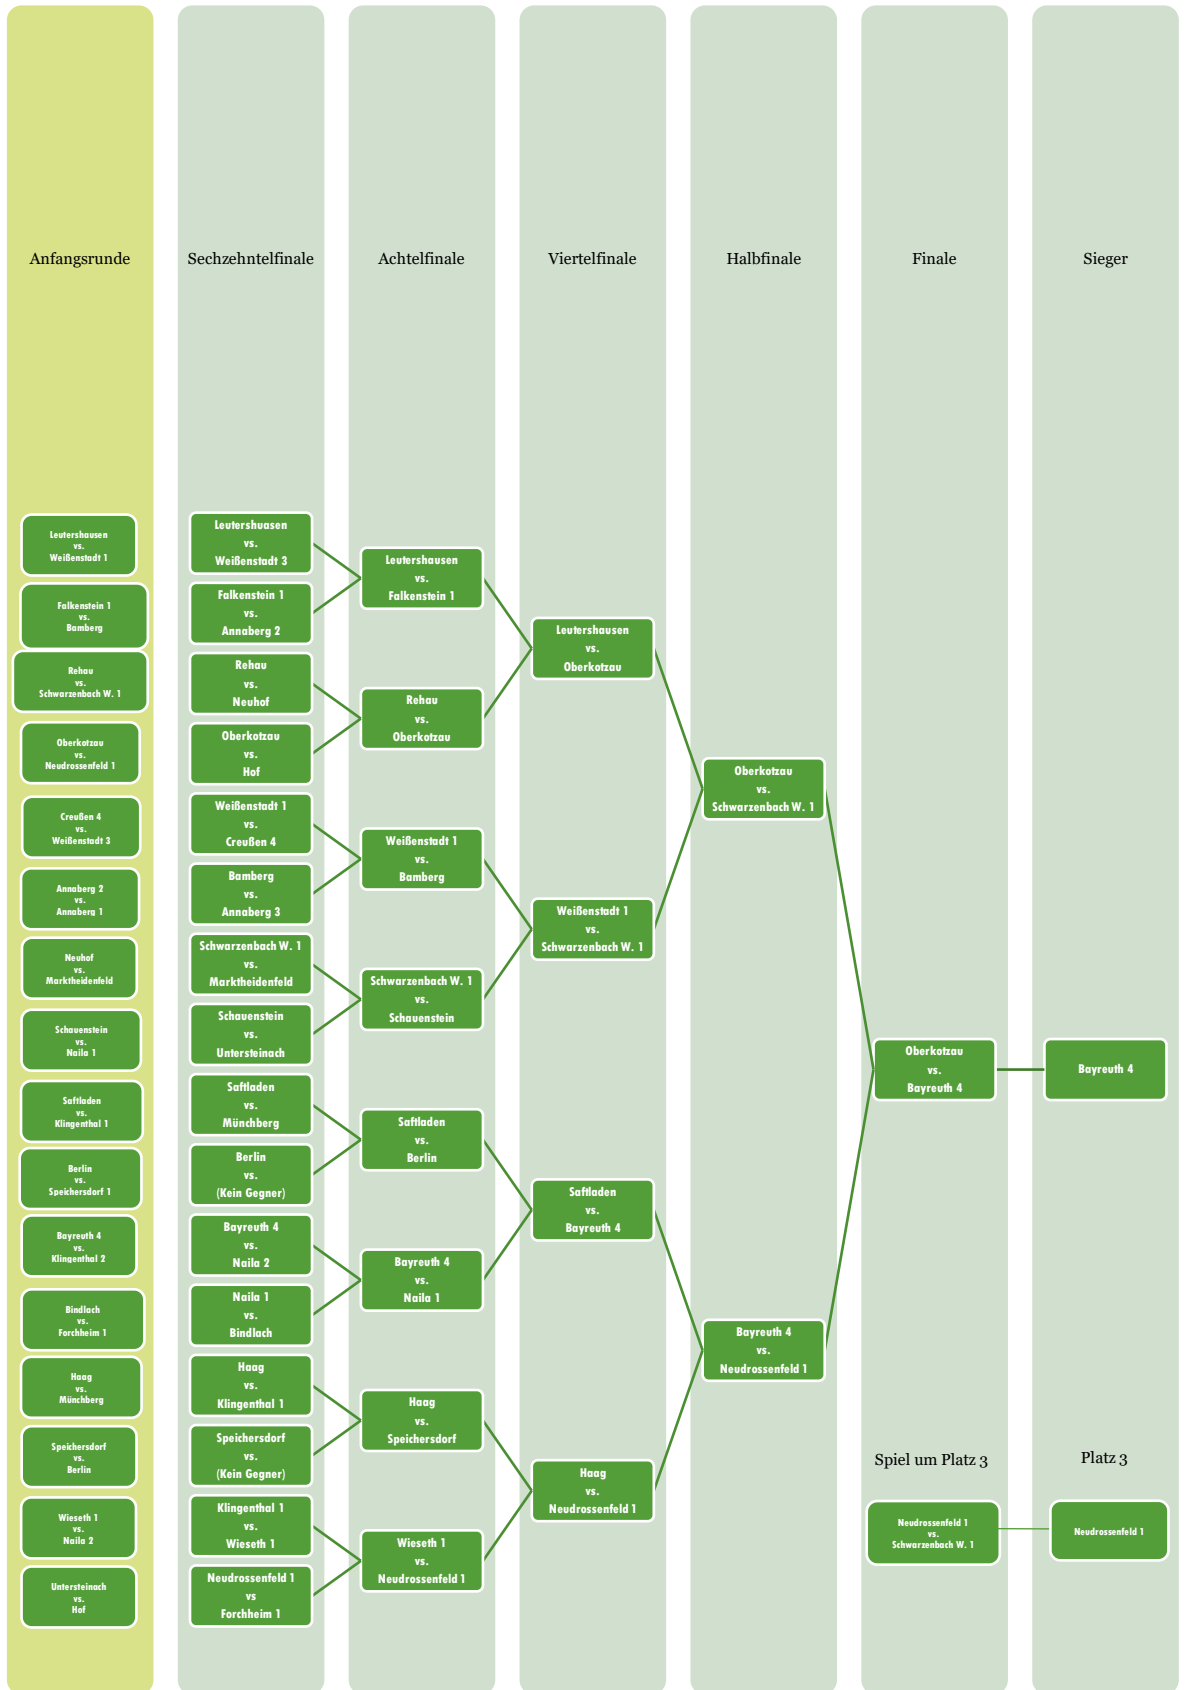 Anfangsrunde
Sechzehntelfinale
Achtelfinale
Viertelfinale
Halbfinale
Finale
Sieger
Leutershausen
vs.
Weißenstadt 1
Falkenstein 1
vs.
Bamberg
Rehau
vs.
Schwarzenbach W. 1
Oberkotzau
vs.
Neudrossenfeld 1
Creußen 4
vs.
Weißenstadt 3
Annaberg 2
vs.
Annaberg 1
Neuhof
vs.
Marktheidenfeld
Schauenstein
vs.
Naila 1
Saftladen
vs.
Klingenthal 1
Berlin
vs.
Speichersdorf 1
Bayreuth 4
vs.
Klingenthal 2
Bindlach
vs.
Forchheim 1
Haag
vs.
Münchberg
Speichersdorf
vs.
Berlin
Wieseth 1
vs.
Naila 2
Untersteinach
vs.
Hof
Leutershuasen
vs.
Weißenstadt 3
Falkenstein 1
vs.
Annaberg 2
Rehau
vs.
Neuhof
Oberkotzau
vs.
Hof
Weißenstadt 1
vs.
Creußen 4
Bamberg
vs.
Annaberg 3
Schwarzenbach W. 1
vs.
Marktheidenfeld
Schauenstein
vs.
Untersteinach
Saftladen
vs.
Münchberg
Berlin
vs.
(Kein Gegner)
Bayreuth 4
vs.
Naila 2
Naila 1
vs.
Bindlach
Haag
vs.
Klingenthal 1
Speichersdorf
vs.
(Kein Gegner)
Klingenthal 1
vs.
Wieseth 1
Neudrossenfeld 1
vs
Forchheim 1
Leutershausen
vs.
Falkenstein 1
Rehau
vs.
Oberkotzau
Weißenstadt 1
vs.
Bamberg
Schwarzenbach W. 1
vs.
Schauenstein
Saftladen
vs.
Berlin
Bayreuth 4
vs.
Naila 1
Haag
vs.
Speichersdorf
Wieseth 1
vs.
Neudrossenfeld 1
Leutershausen
vs.
Oberkotzau
Weißenstadt 1
vs.
Schwarzenbach W. 1
Saftladen
vs.
Bayreuth 4
Haag
vs.
Neudrossenfeld 1
Oberkotzau
vs.
Schwarzenbach W. 1
Bayreuth 4
vs.
Neudrossenfeld 1
Oberkotzau
vs.
Bayreuth 4
Bayreuth 4
Spiel um Platz 3
Platz 3
Neudrossenfeld 1
vs.
Schwarzenbach W. 1
Neudrossenfeld 1